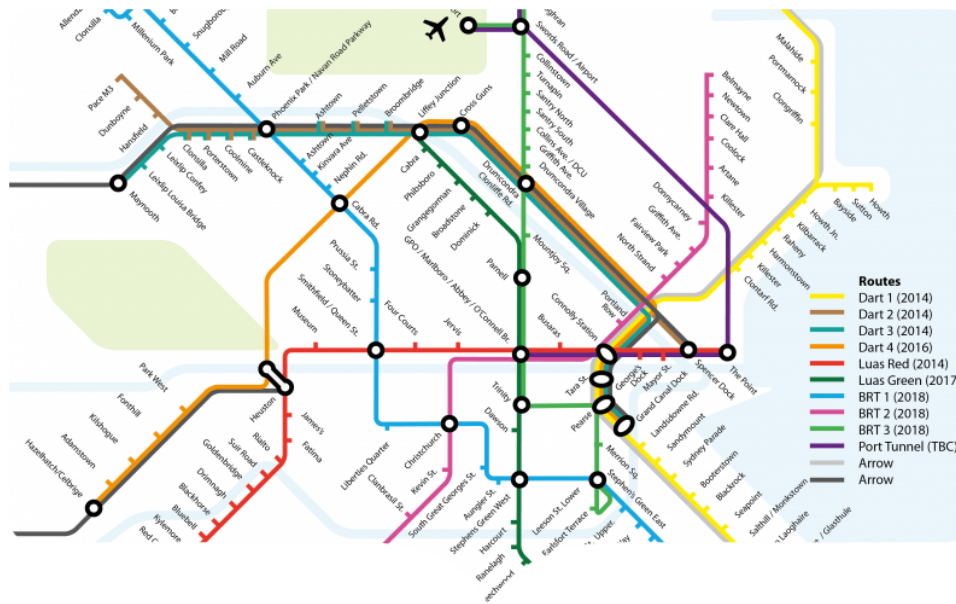 Clonsilla
Millenium Park
Mill Road
Auburn Ave
Phoenix Park / Navan Road Parkway
Ashtown
Pelletstown
Broombridge
Liffey Junction
Cross Guns
Swords Road / Airport
Collinstown
Turnapin
Santry North
Santry South
Collins Ave. / DCU
Griffith Ave.
Drumcondra Village
Malahide
Portmarnock
Clongriffin
Belmayne
Newtown
Clare Hall
Coolock
Artane
Killester
Pace M3
Dunboyne
Hansfield
Maynooth
Leixlip Louisa Bridge
Leixlip Confey
Clonsilla
Porterstown
Coolmine
Castleknock
Ashtown
Kinvara Ave
Nephin Rd.
Cabra Rd.
Cabra
Phibsboro
Grangegorman
Broadstone
Dominick
Drumcondra
Clonliffe Rd.
Donnycarney
Griffith Ave.
Fairview Park
North Strand
Howth
Sutton
Bayside
Howth Jn.
Kilbarrack
Raheny
Harmonstown
Killester
Clontarf Rd.
Prussia St.
Stoneybatter
Smithfield / Queen St.
Museum
Four Courts
Jervis
GPO / Marlboro / Abbey / O'Connell Br.
Parnell
Mountjoy Sq.
Busaras
Connolly Station
Portland
Row
Tara St.
George's
Dock
Mayor St.
Spencer Dock
The Point
Park West
Fonthill
Kilshogue
Adamstown
Hazelhatch/Celbrige
Heuston
James's
Fatima
Rialto
Suir Road
Goldenbridge
Drimnagh
Blackhorse
Bluebell
Kylemore
Trinity
Dawson
Pearse
Grand Canal Dock
Landsdowne Rd.
Sandymount
Sydney Parade
Booterstown
Blackrock
Seapoint
Salthill / Monkstown
Liberties Quarter
Christchurch
Clanbrasil St.
Kevin St.
South Great Georges St.
Aungier St.
Stephens Green West
Harcourt
Ranelagh
Merrion Sq.
Stephen's Green East
Leeson St. Lower
Earlsfort Terrace
Routes
Dart 1 (2014)
Dart 2 (2014)
Dart 3 (2014)
Dart 4 (2016)
Luas Red (2014)
Luas Green (2017
BRT 1 (2018)
BRT 2 (2018)
BRT 3 (2018)
Port Tunnel (TBC)
Arrow
Arrow